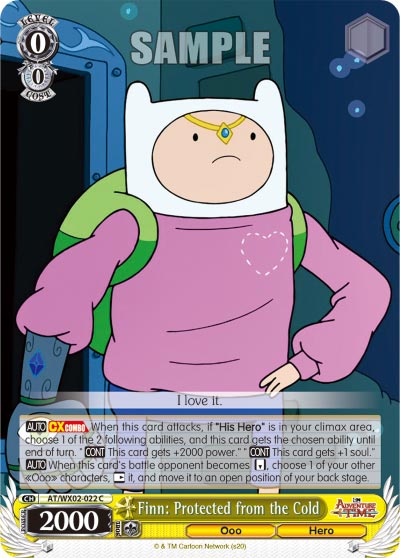 LEVEL
0
0
COST
SAMPLE
I love it.
AUTO CX COMBO When this card attacks, if "His Hero" is in your climax area,
choose 1 of the 2 following abilities, and this card gets the chosen ability until
end of turn. "CONT This card gets +2000 power." "CONT This card gets +1 soul."
AUTO When this card's battle opponent becomes [ ], choose 1 of your other
«Ooo» characters, it, and move it to an open position of your back stage.
CH AT/WX02-022 C
POWER 2000
SOUL
Finn: Protected from the Cold
ADVENTURE TIME
Ooo Hero
© & TM Cartoon Network (s20)